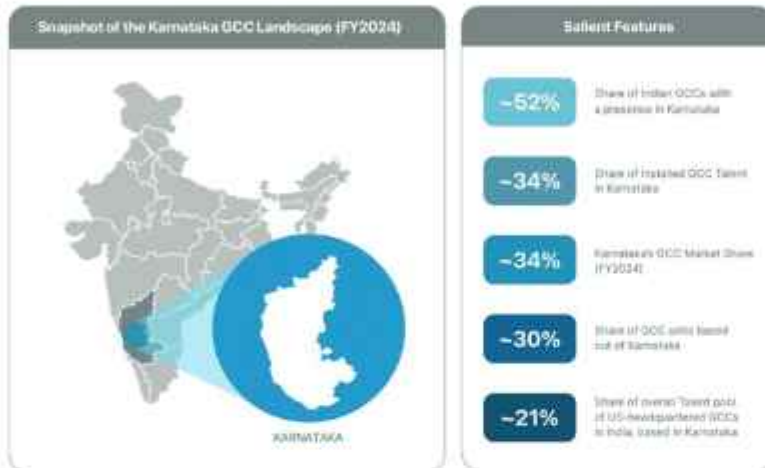 Snapshot of the Karnataka GCC Landscape (FY2024)
KARNATAKA
Salient Features
~52%
Share of Indian GCCs with
a presence in Karnataka
~34%
Share of Installed GCC Talent
in Karnataka
~34%
Karnataka's GCC Market Share
(FY2024)
~30%
Share of GCC units based
out of Karnataka
~21%
Share of overall Talent pool
of US-headquartered GCCs
in India, based in Karnataka